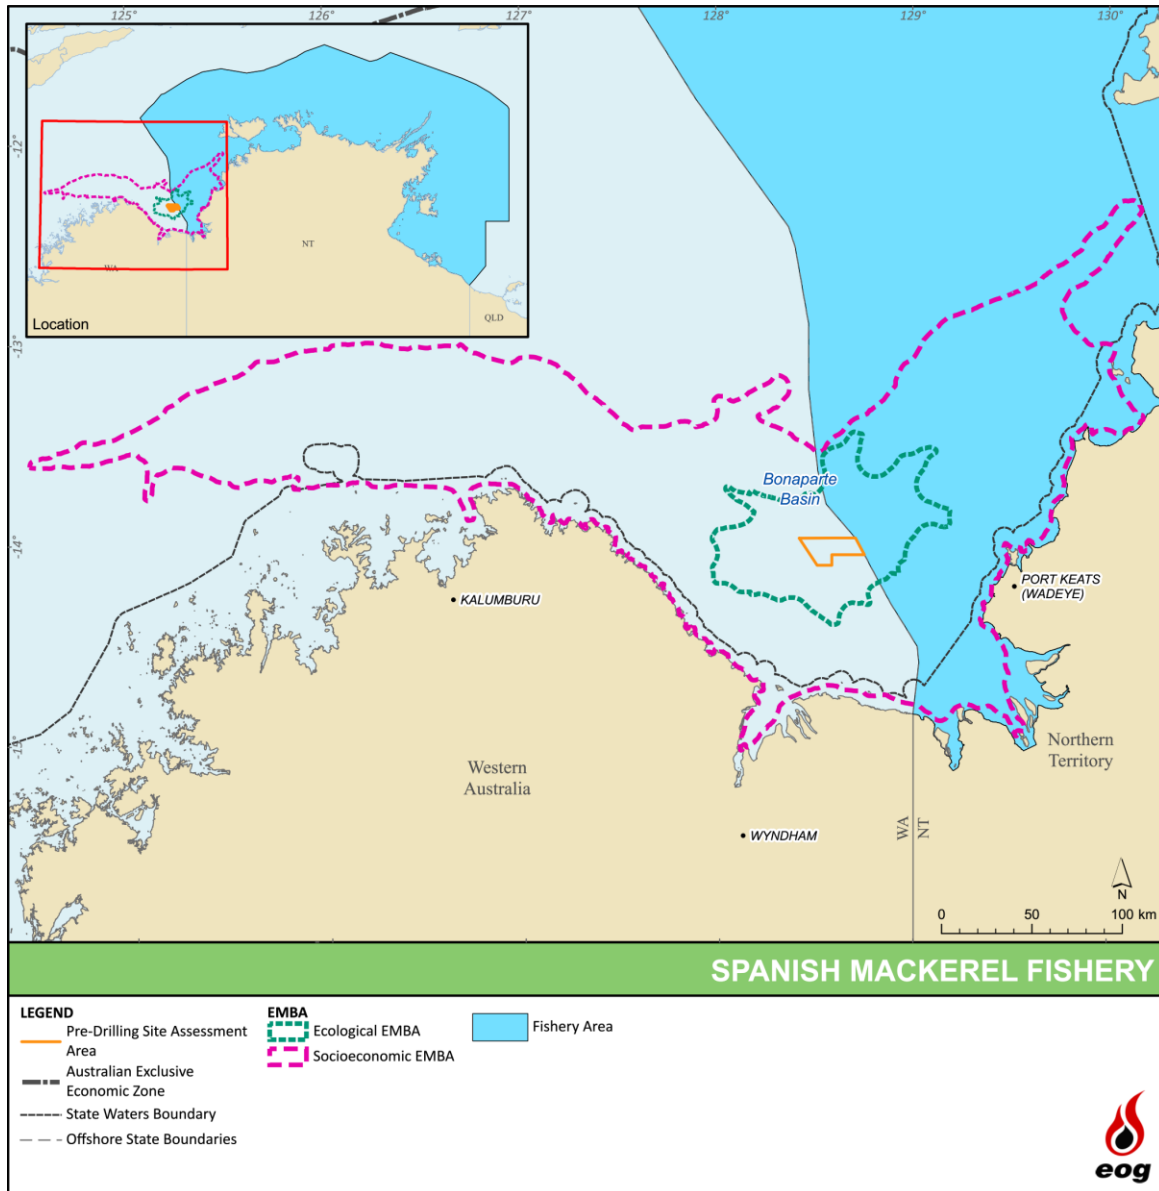 125°
126°
127°
128°
129°
130°
-12°
-13°
-14°
-15°
WA
NT
QLD
Location
Bonaparte
Basin
KALUMBURU
PORT KEATS
(WADEYE)
Western
Australia
Northern
Territory
WYNDHAM
WA
NT
N
0 50 100 km
SPANISH MACKEREL FISHERY
LEGEND
Pre-Drilling Site Assessment
Area
Australian Exclusive
Economic Zone
State Waters Boundary
Offshore State Boundaries
EMBA
Ecological EMBA
Socioeconomic EMBA
Fishery Area
eog